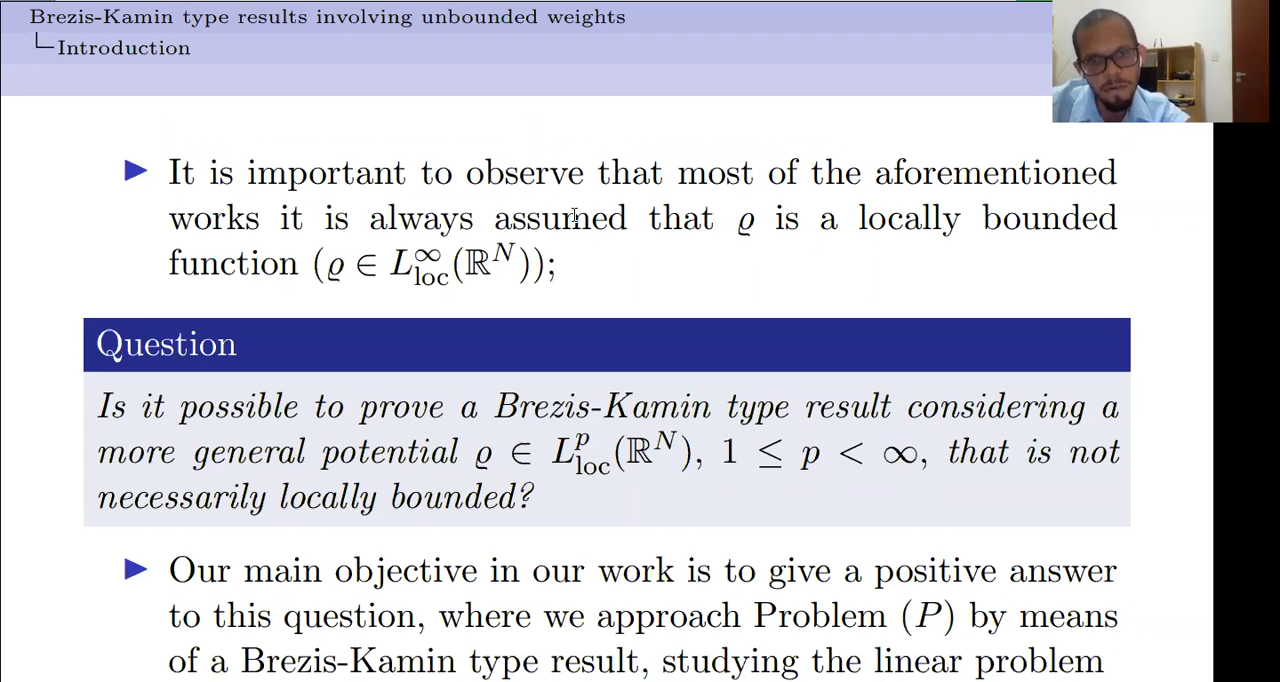 Brezis-Kamin type results involving unbounded weights
Introduction
It is important to observe that most of the aforementioned
works it is always assumed that ϱ is a locally bounded
function (ϱ ∈ L^∞_loc(ℝ^N));
Question
Is it possible to prove a Brezis-Kamin type result considering a
more general potential ϱ ∈ L^p_loc(ℝ^N), 1 ≤ p < ∞, that is not
necessarily locally bounded?
Our main objective in our work is to give a positive answer
to this question, where we approach Problem (P) by means
of a Brezis-Kamin type result, studying the linear problem